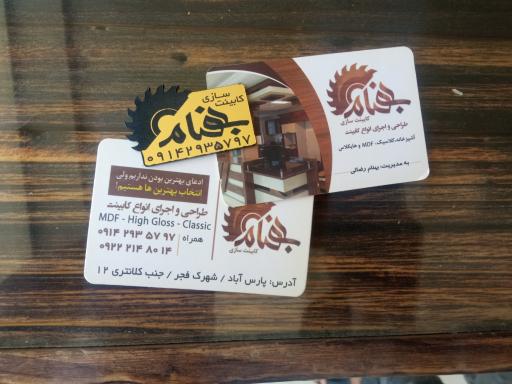 کابینت سازی
بهنام
۰۹۱۴۲۹۳۵۷۹۷
بهنام
کابینت سازی
طراحی و اجرای انواع کابینت
آشپزخانه،کلاسیک، MDF و هایگلاس
به مدیریت: بهنام رضائی
ادعای بهترین بودن نداریم ولی
انتخاب بهترین ها هستیم!
طراحی و اجرای انواع کابینت
MDF - High Gloss - Classic
همراه
۰۹۱۴ ۲۹۳ ۵۷ ۹۷
۰۹۲۲ ۲۱۴ ۸۰ ۱۴
بهنام
کابینت سازی
آدرس: پارس آباد / شهرک فجر / جنب کلانتری ۱۲